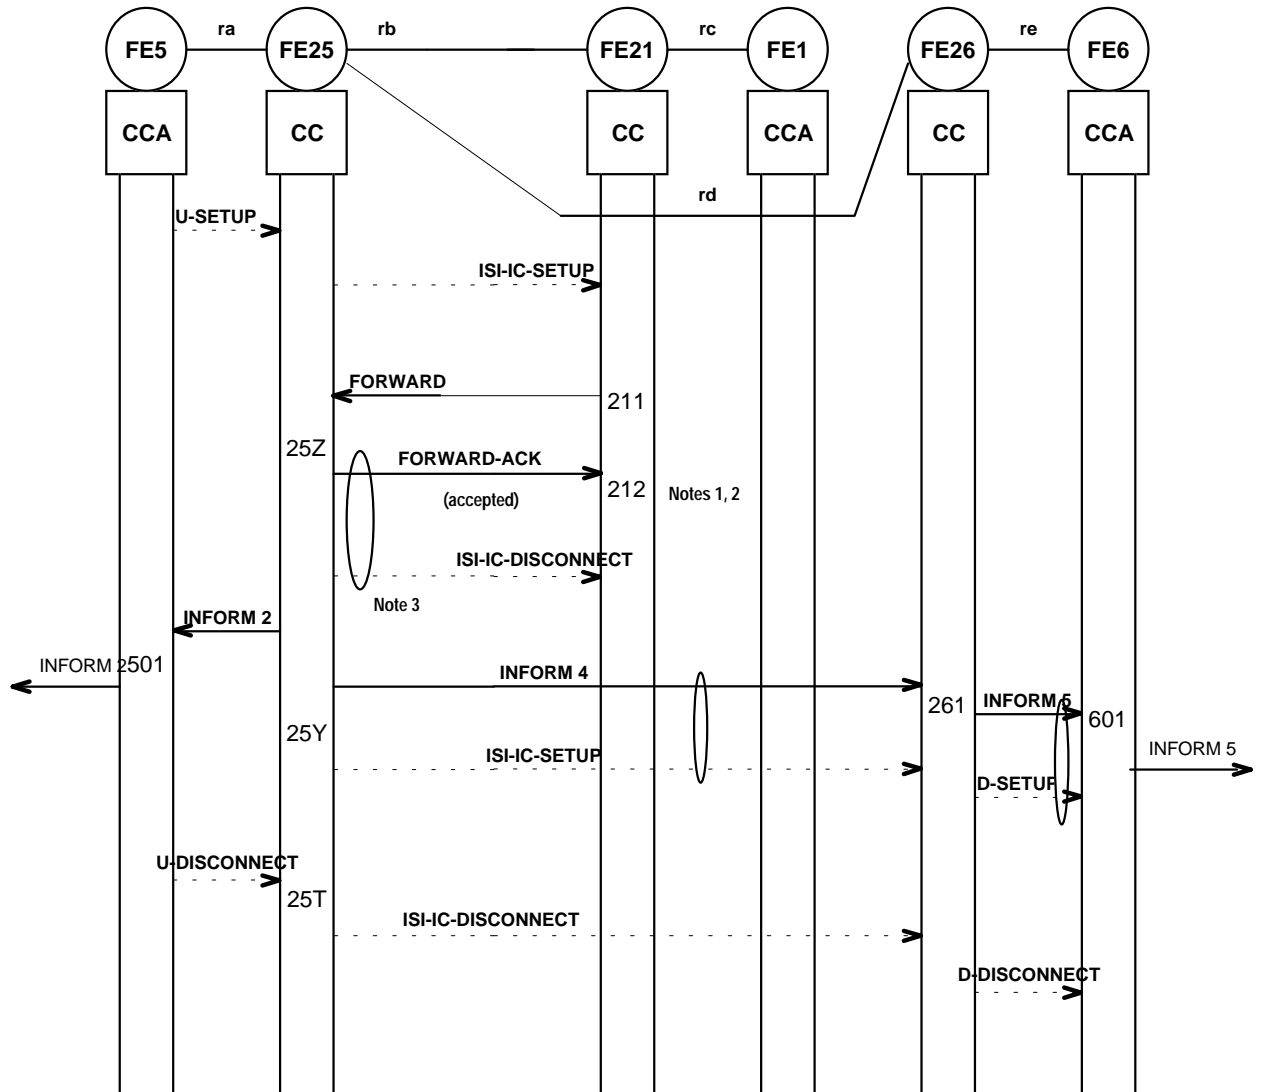 ra rb rc re
FE5 FE25 FE21 FE1 FE26 FE6
CCA CC CC CCA CC CCA
rd
U-SETUP
ISI-IC-SETUP
FORWARD
211
25Z
FORWARD-ACK
(accepted)
212
Notes 1, 2
ISI-IC-DISCONNECT
Note 3
INFORM 2
INFORM 2
501
INFORM 4
261
INFORM 5
601
25Y
ISI-IC-SETUP
INFORM 5
D-SETUP
U-DISCONNECT
25T
ISI-IC-DISCONNECT
D-DISCONNECT